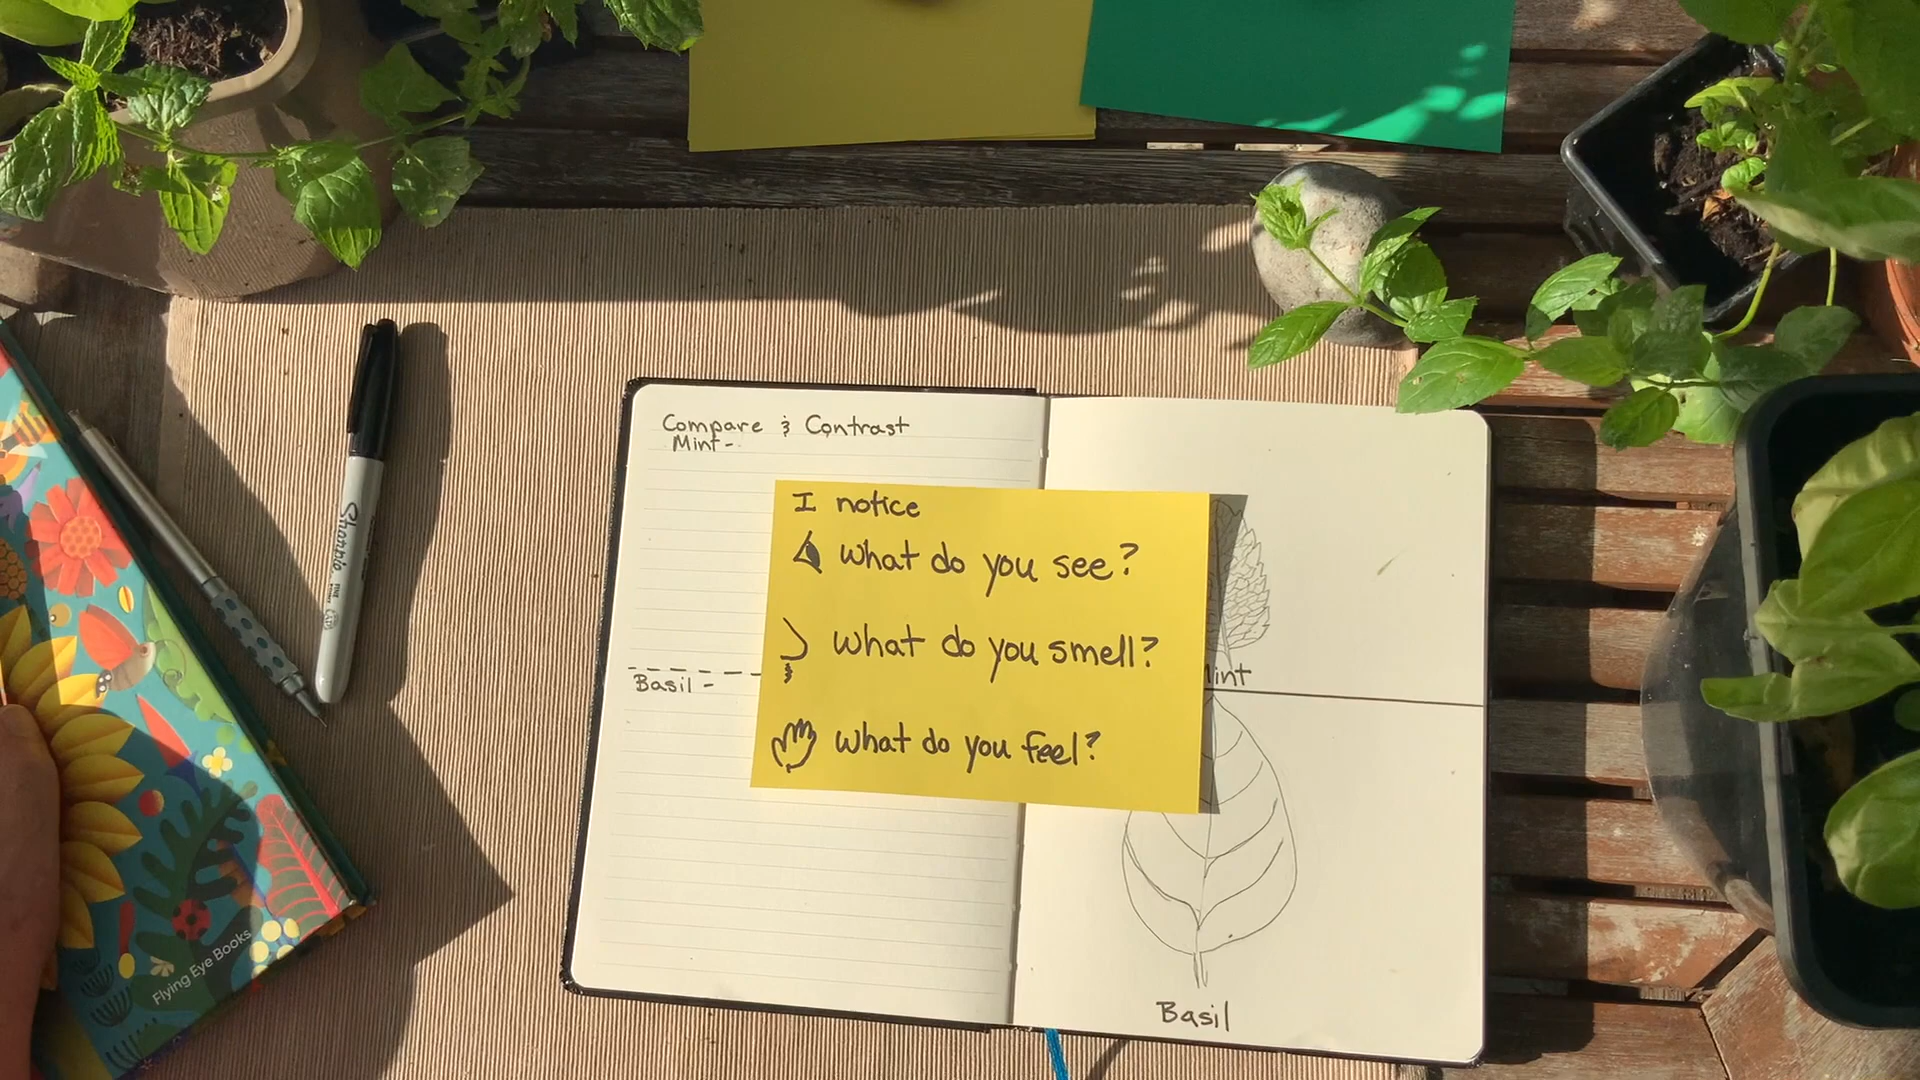 Compare & Contrast
Mint-
I notice
what do you see?
what do you smell?
what do you feel?
Basil -
Basil
Sharpie
Flying Eye Books